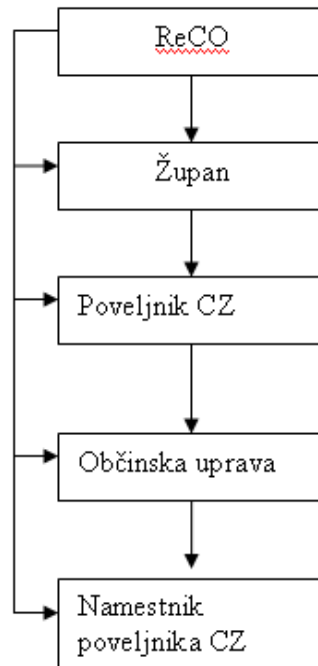 ReCO
Župan
Poveljnik CZ
Občinska uprava
Namestnik
poveljnika CZ